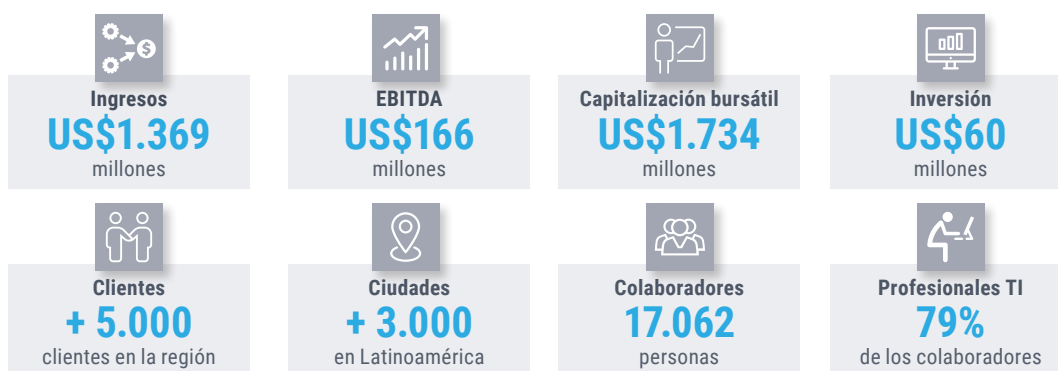 Ingresos
US$1.369
millones
EBITDA
US$166
millones
Capitalización bursátil
US$1.734
millones
Inversión
US$60
millones
Clientes
+ 5.000
clientes en la región
Ciudades
+ 3.000
en Latinoamérica
Colaboradores
17.062
personas
Profesionales TI
79%
de los colaboradores